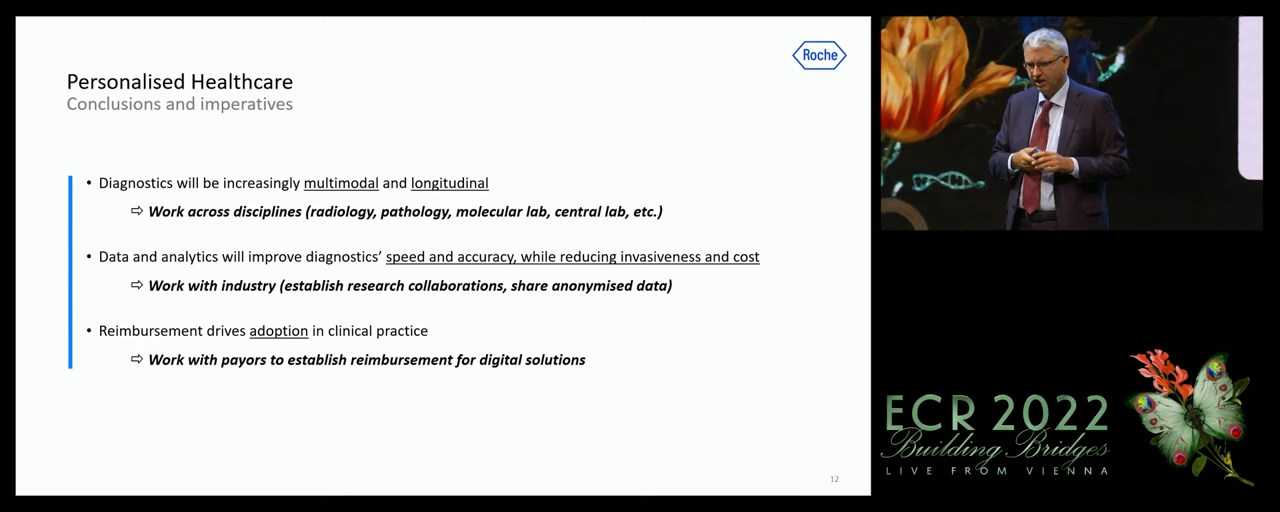 Roche
Personalised Healthcare
Conclusions and imperatives
• Diagnostics will be increasingly multimodal and longitudinal
⇨ Work across disciplines (radiology, pathology, molecular lab, central lab, etc.)
• Data and analytics will improve diagnostics’ speed and accuracy, while reducing invasiveness and cost
⇨ Work with industry (establish research collaborations, share anonymised data)
• Reimbursement drives adoption in clinical practice
⇨ Work with payors to establish reimbursement for digital solutions
12
ECR 2022
Building Bridges
LIVE FROM VIENNA